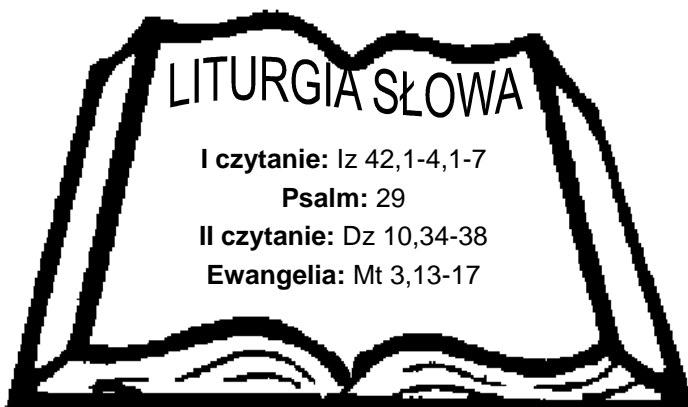 LITURGIA SŁOWA
I czytanie: Iz 42,1-4,1-7
Psalm: 29
II czytanie: Dz 10,34-38
Ewangelia: Mt 3,13-17